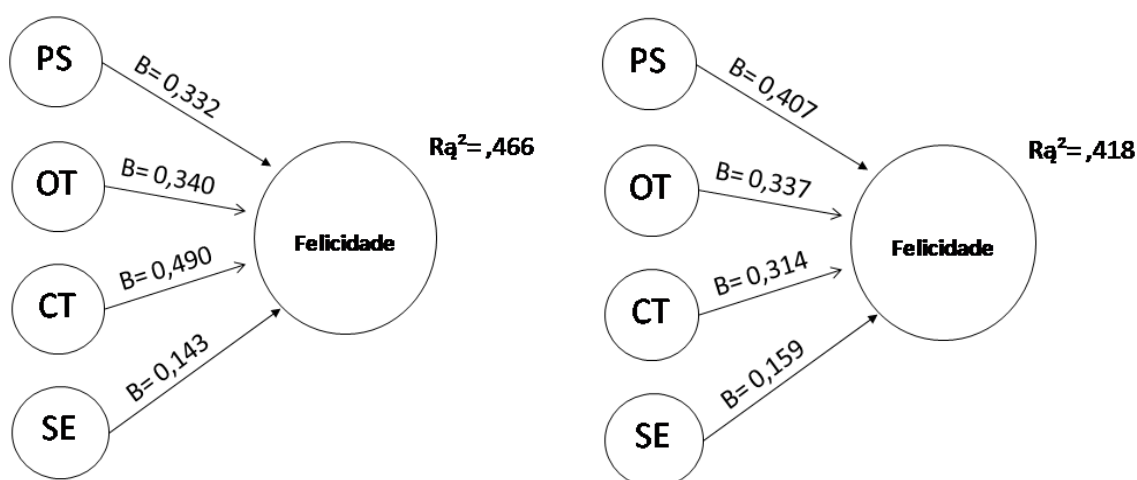 PS
B= 0,332
OT
B= 0,340
CT
B= 0,490
SE
B= 0,143
Felicidade
Rą²= ,466
PS
B= 0,407
OT
B= 0,337
CT
B= 0,314
SE
B= 0,159
Felicidade
Rą²= ,418